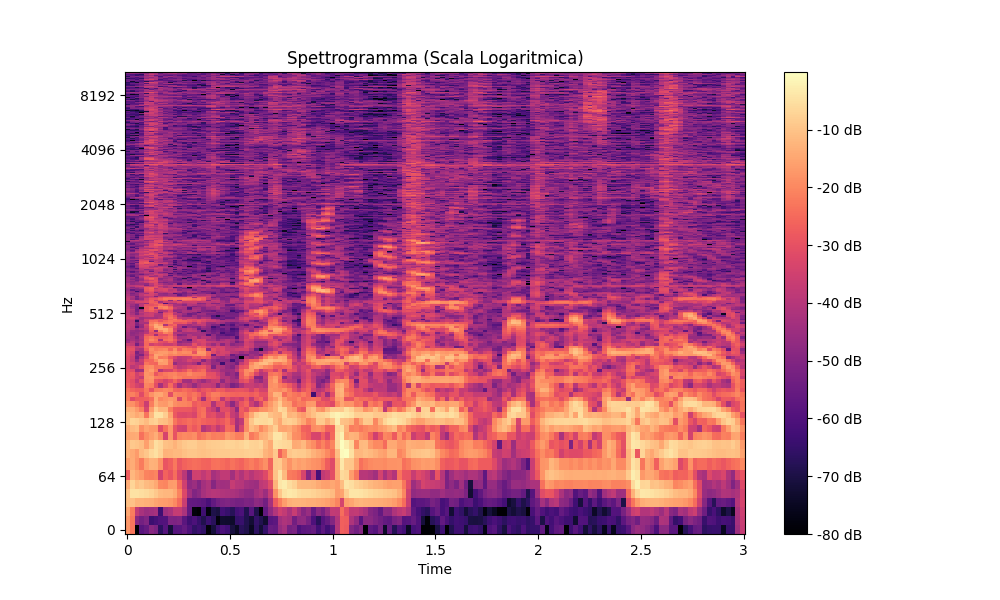 Spettrogramma (Scala Logaritmica)
Hz
8192
4096
2048
1024
512
256
128
64
0
0 0.5 1 1.5 2 2.5 3
Time
-10 dB
-20 dB
-30 dB
-40 dB
-50 dB
-60 dB
-70 dB
-80 dB